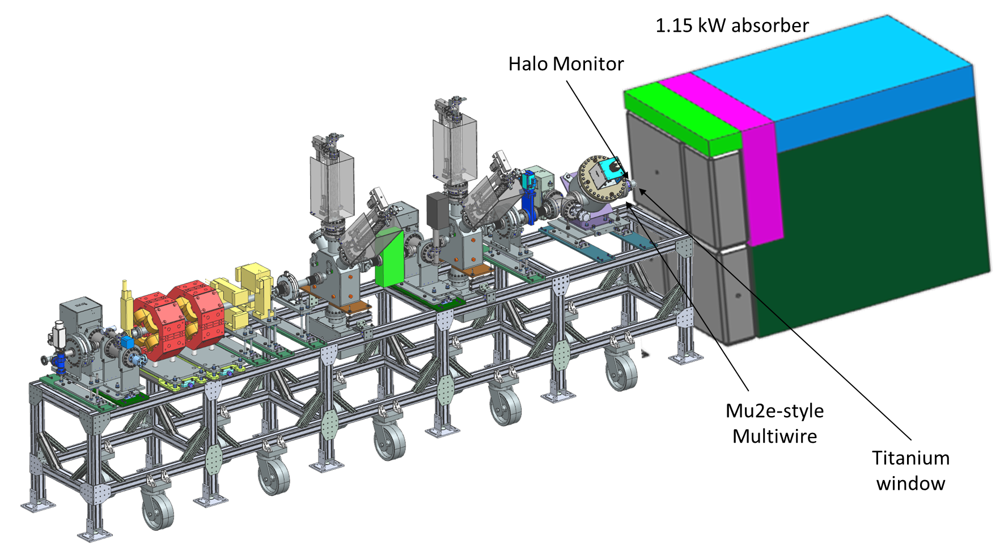 1.15 kW absorber
Halo Monitor
Mu2e-style
Multiwire
Titanium
window